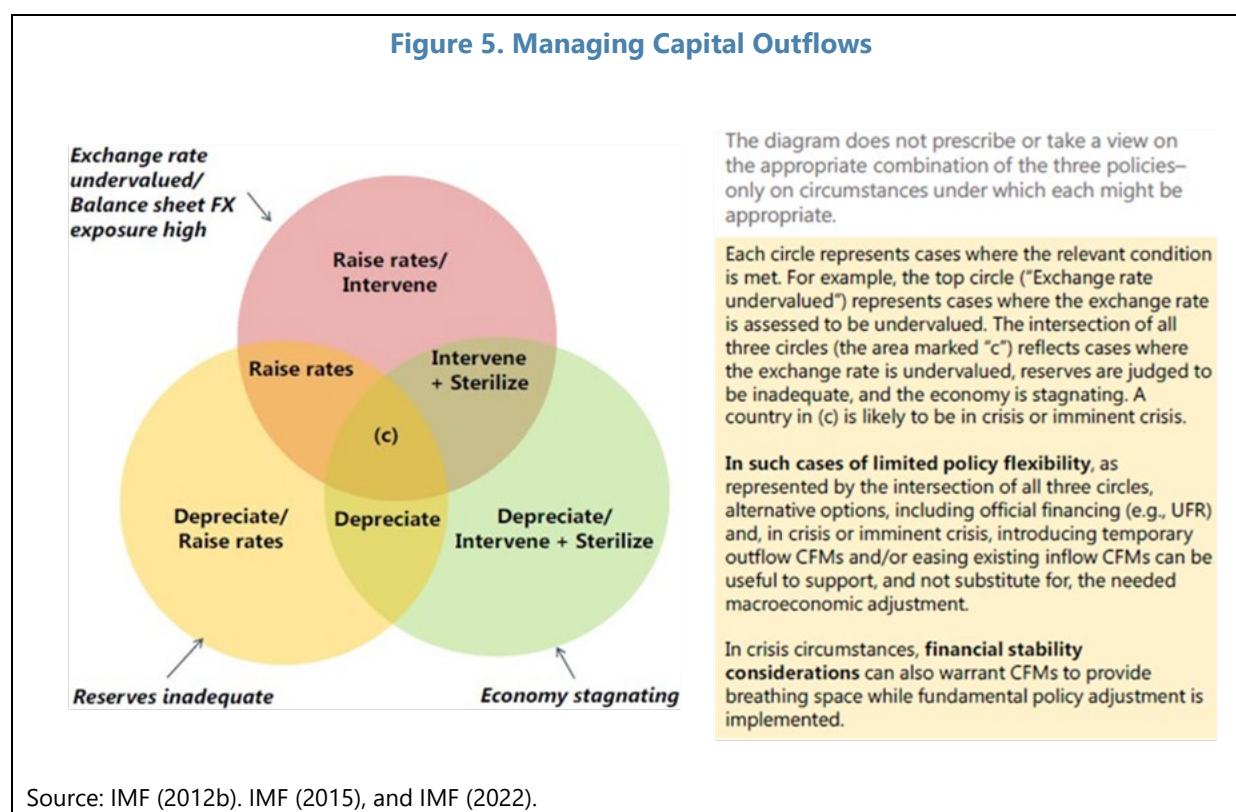 Figure 5. Managing Capital Outflows
Exchange rate
undervalued/
Balance sheet FX
exposure high
Raise rates/
Intervene
Raise rates
Intervene
+ Sterilize
(c)
Depreciate/
Raise rates
Depreciate
Depreciate/
Intervene + Sterilize
Reserves inadequate
Economy stagnating
The diagram does not prescribe or take a view on
the appropriate combination of the three policies–
only on circumstances under which each might be
appropriate.
Each circle represents cases where the relevant condition
is met. For example, the top circle ("Exchange rate
undervalued") represents cases where the exchange rate
is assessed to be undervalued. The intersection of all
three circles (the area marked "c") reflects cases where
the exchange rate is undervalued, reserves are judged to
be inadequate, and the economy is stagnating. A
country in (c) is likely to be in crisis or imminent crisis.
In such cases of limited policy flexibility, as
represented by the intersection of all three circles,
alternative options, including official financing (e.g., UFR)
and, in crisis or imminent crisis, introducing temporary
outflow CFMs and/or easing existing inflow CFMs can be
useful to support, and not substitute for, the needed
macroeconomic adjustment.
In crisis circumstances, financial stability
considerations can also warrant CFMs to provide
breathing space while fundamental policy adjustment is
implemented.
Source: IMF (2012b). IMF (2015), and IMF (2022).